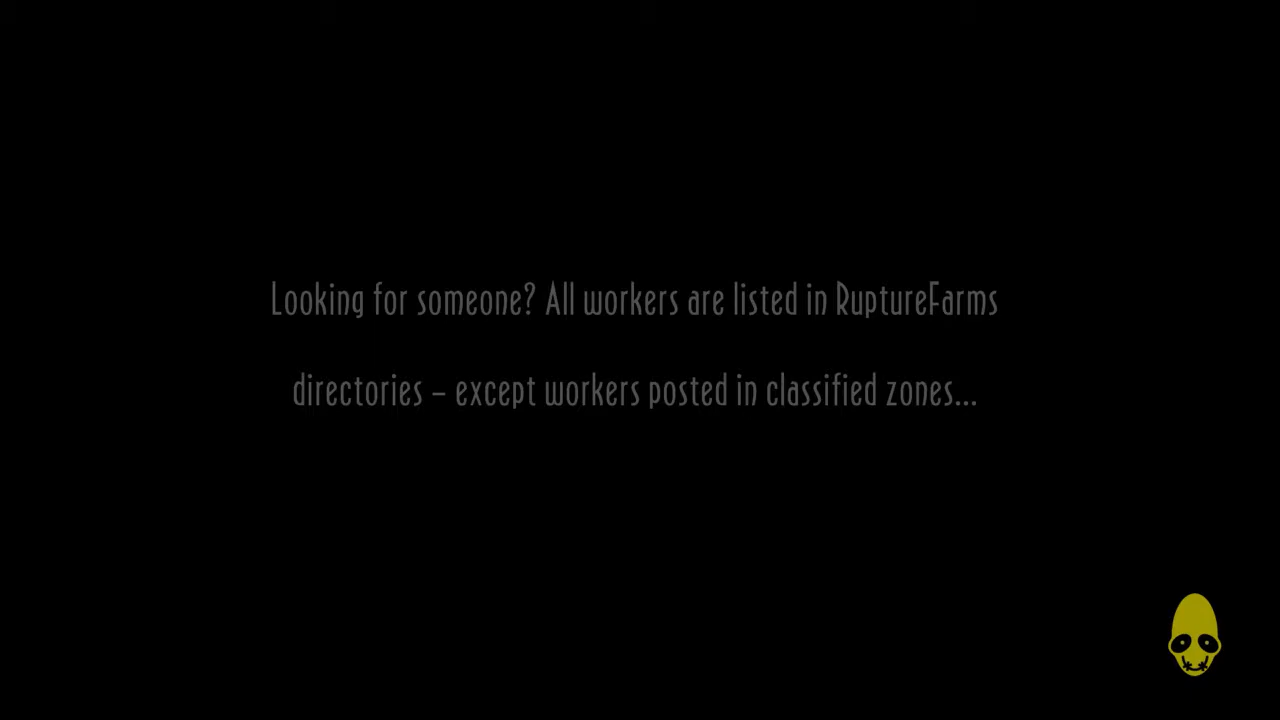 Looking for someone? All workers are listed in RuptureFarms
directories – except workers posted in classified zones...